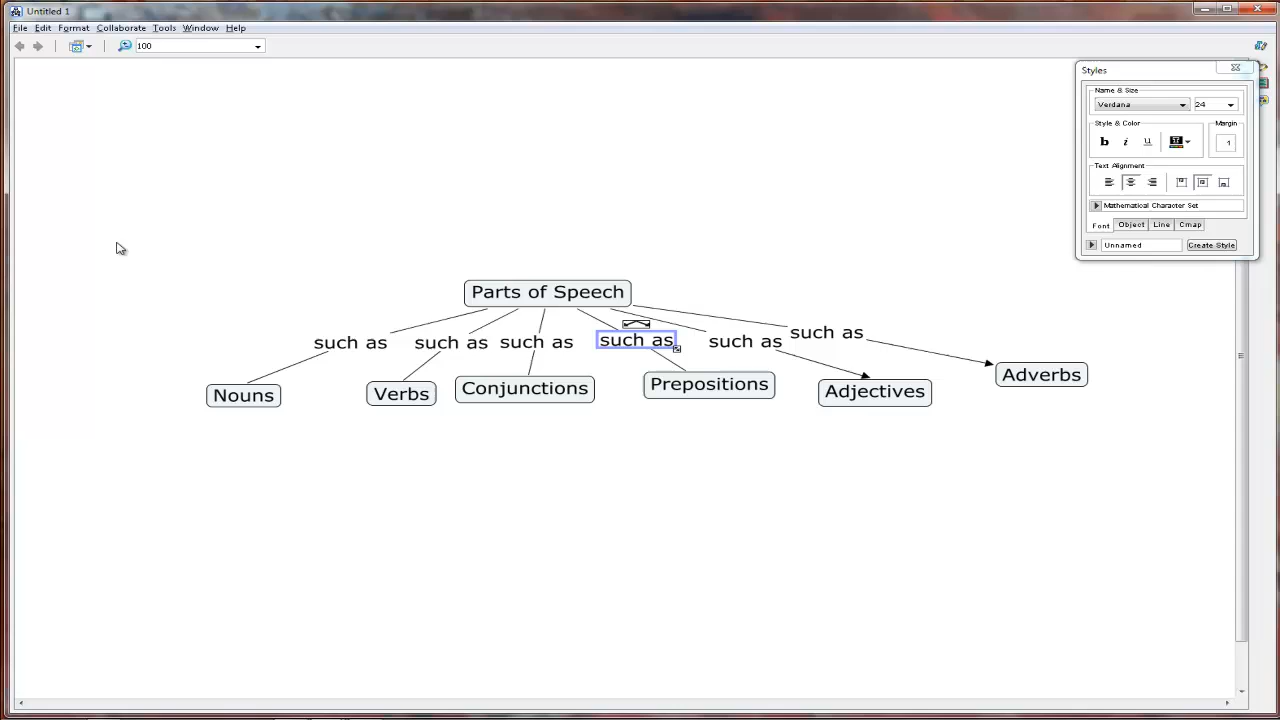 Untitled 1
File Edit Format Collaborate Tools Window Help
100
Styles
Name & Size
Verdana 24
Style & Color Margin
b i u 1
Text Alignment
Mathematical Character Set
Font Object Line Cmap
Unnamed Create Style
Parts of Speech
such as such as such as such as such as such as
Nouns Verbs Conjunctions Prepositions Adjectives Adverbs